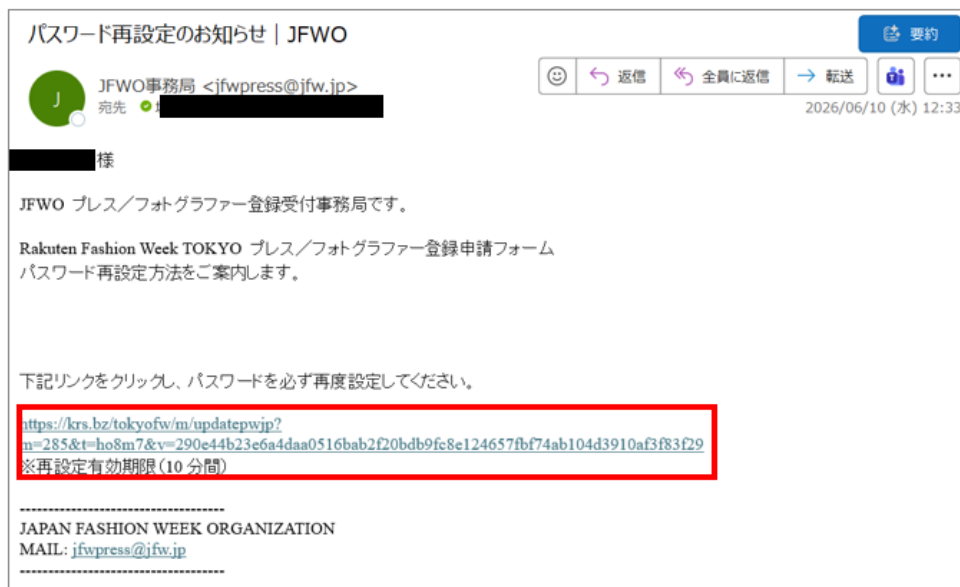 パスワード再設定のお知らせ | JFWO
要約
J
JFWO事務局 <jfwpress@jfw.jp>
返信
全員に返信
転送
宛先
2026/06/10 (水) 12:33
様
JFWO プレス／フォトグラファー登録受付事務局です。
Rakuten Fashion Week TOKYO プレス／フォトグラファー登録申請フォーム
パスワード再設定方法をご案内します。
下記リンクをクリックし、パスワードを必ず再度設定してください。
https://krs.bz/tokyofw/m/updatepwjp?
m=285&t=ho8m7&v=290e44b23e6a4daa0516bab2f20bdb9fc8e124657fbf74ab104d3910af3f83f29
※再設定有効期限（10 分間）
------------------------------------
JAPAN FASHION WEEK ORGANIZATION
MAIL: jfwpress@jfw.jp
------------------------------------